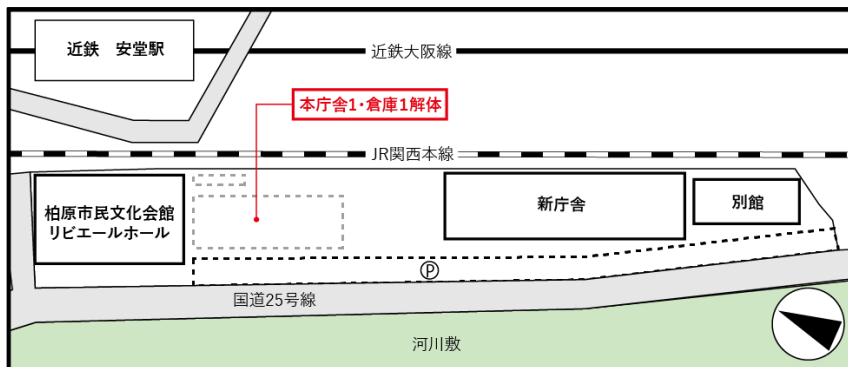 近鉄 安堂駅
近鉄大阪線
本庁舎1・倉庫1解体
JR関西本線
柏原市民文化会館
リビエールホール
新庁舎
別館
P
国道25号線
河川敷